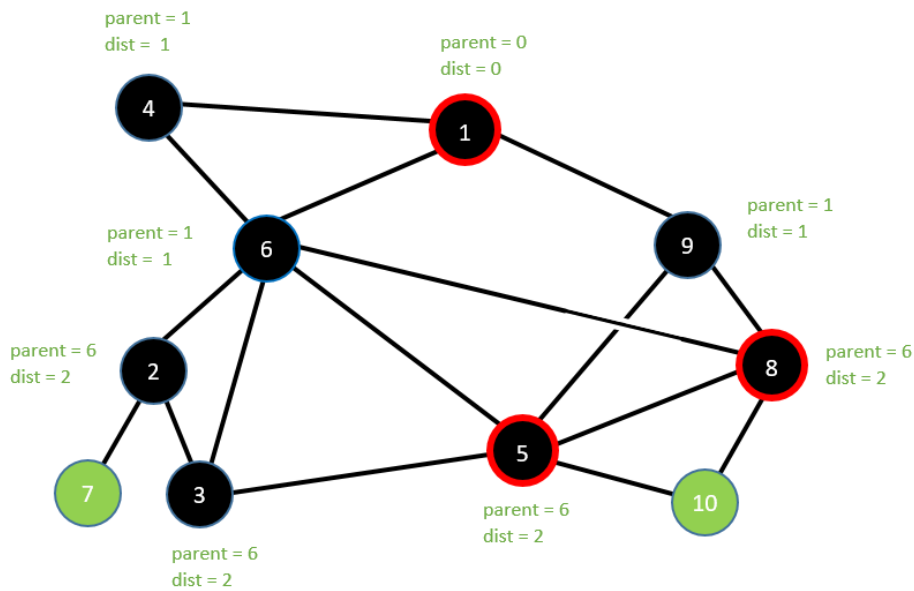 parent = 1
dist =  1
parent = 0
dist = 0
4
1
parent = 1
dist = 1
parent = 1
dist =  1
6
9
parent = 6
dist = 2
2
8
parent = 6
dist = 2
5
7
3
10
parent = 6
dist = 2
parent = 6
dist = 2